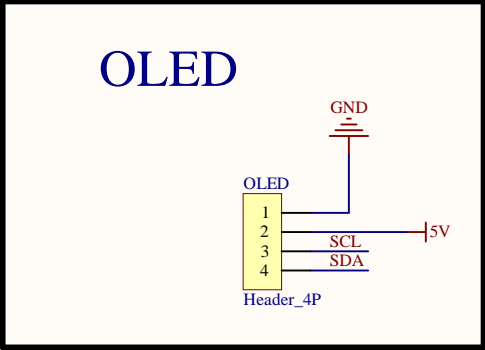 OLED
GND
OLED
1
2
5V
3
SCL
4
SDA
Header_4P